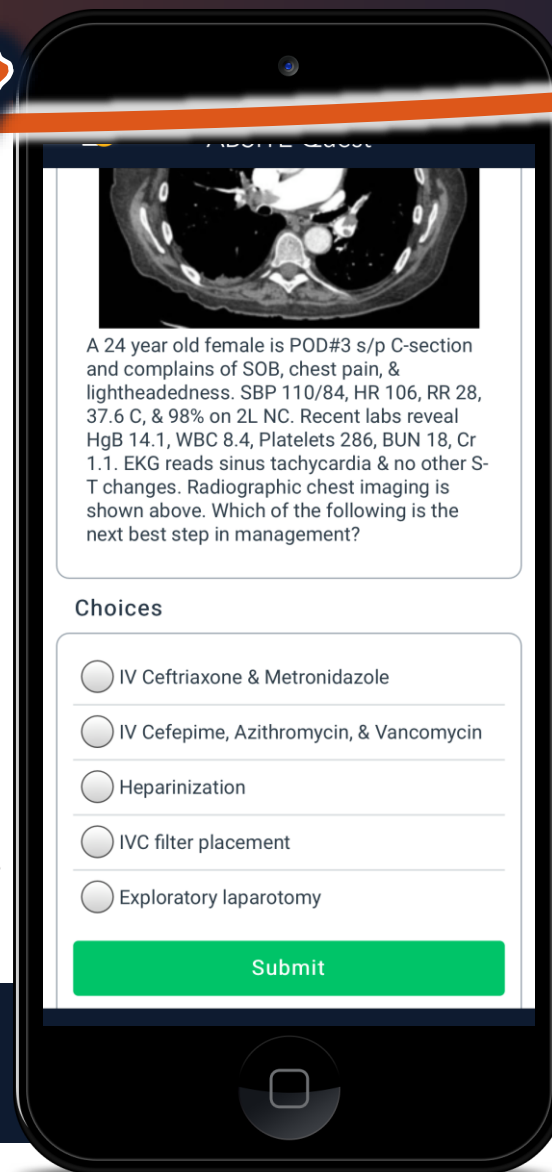 A 24 year old female is POD#3 s/p C-section
and complains of SOB, chest pain, &
lightheadedness. SBP 110/84, HR 106, RR 28,
37.6 C, & 98% on 2L NC. Recent labs reveal
HgB 14.1, WBC 8.4, Platelets 286, BUN 18, Cr
1.1. EKG reads sinus tachycardia & no other S-
T changes. Radiographic chest imaging is
shown above. Which of the following is the
next best step in management?
Choices
IV Ceftriaxone & Metronidazole
IV Cefepime, Azithromycin, & Vancomycin
Heparinization
IVC filter placement
Exploratory laparotomy
Submit